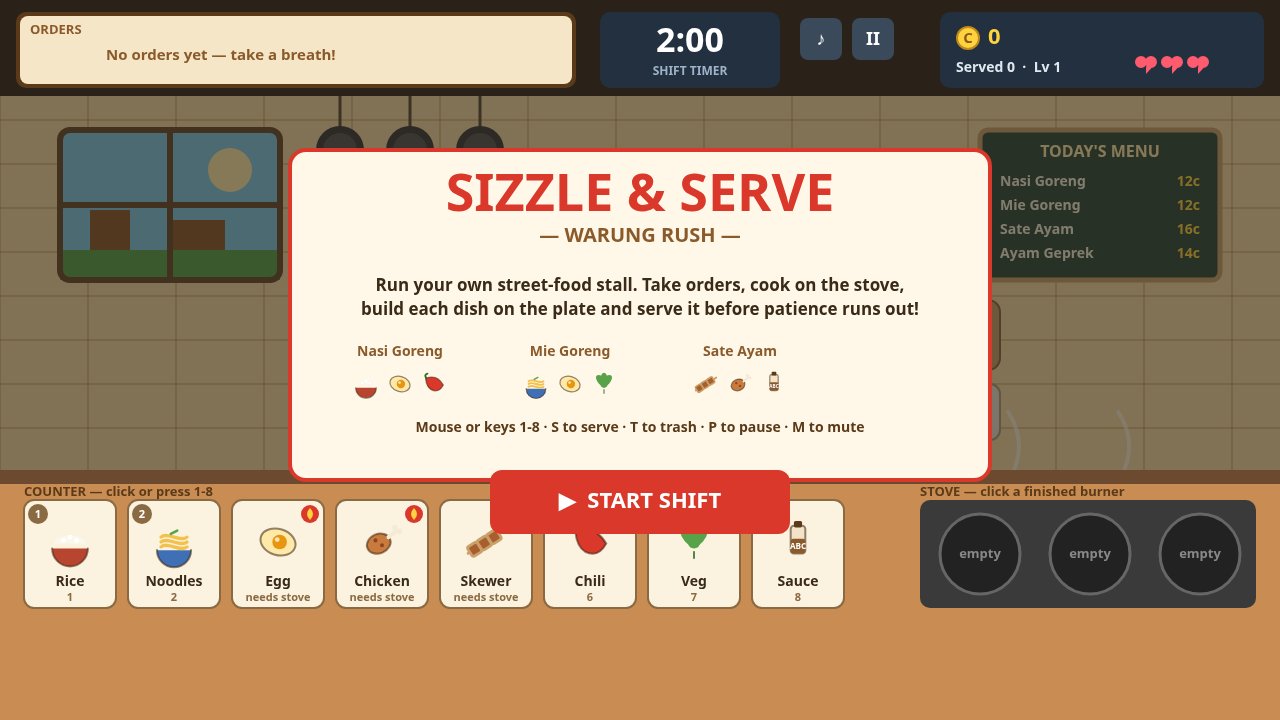 ORDERS
No orders yet — take a breath!
2:00
SHIFT TIMER
♪
II
C 0
Served 0 · Lv 1
TODAY'S MENU
Nasi Goreng 12c
Mie Goreng 12c
Sate Ayam 16c
Ayam Geprek 14c
SIZZLE & SERVE
— WARUNG RUSH —
Run your own street-food stall. Take orders, cook on the stove,
build each dish on the plate and serve it before patience runs out!
Nasi Goreng Mie Goreng Sate Ayam
ABC
Mouse or keys 1-8 · S to serve · T to trash · P to pause · M to mute
▶ START SHIFT
COUNTER — click or press 1-8
1 2
ABC
Rice Noodles Egg Chicken Skewer Chili Veg Sauce
1 2 needs stove needs stove needs stove 6 7 8
STOVE — click a finished burner
empty empty empty